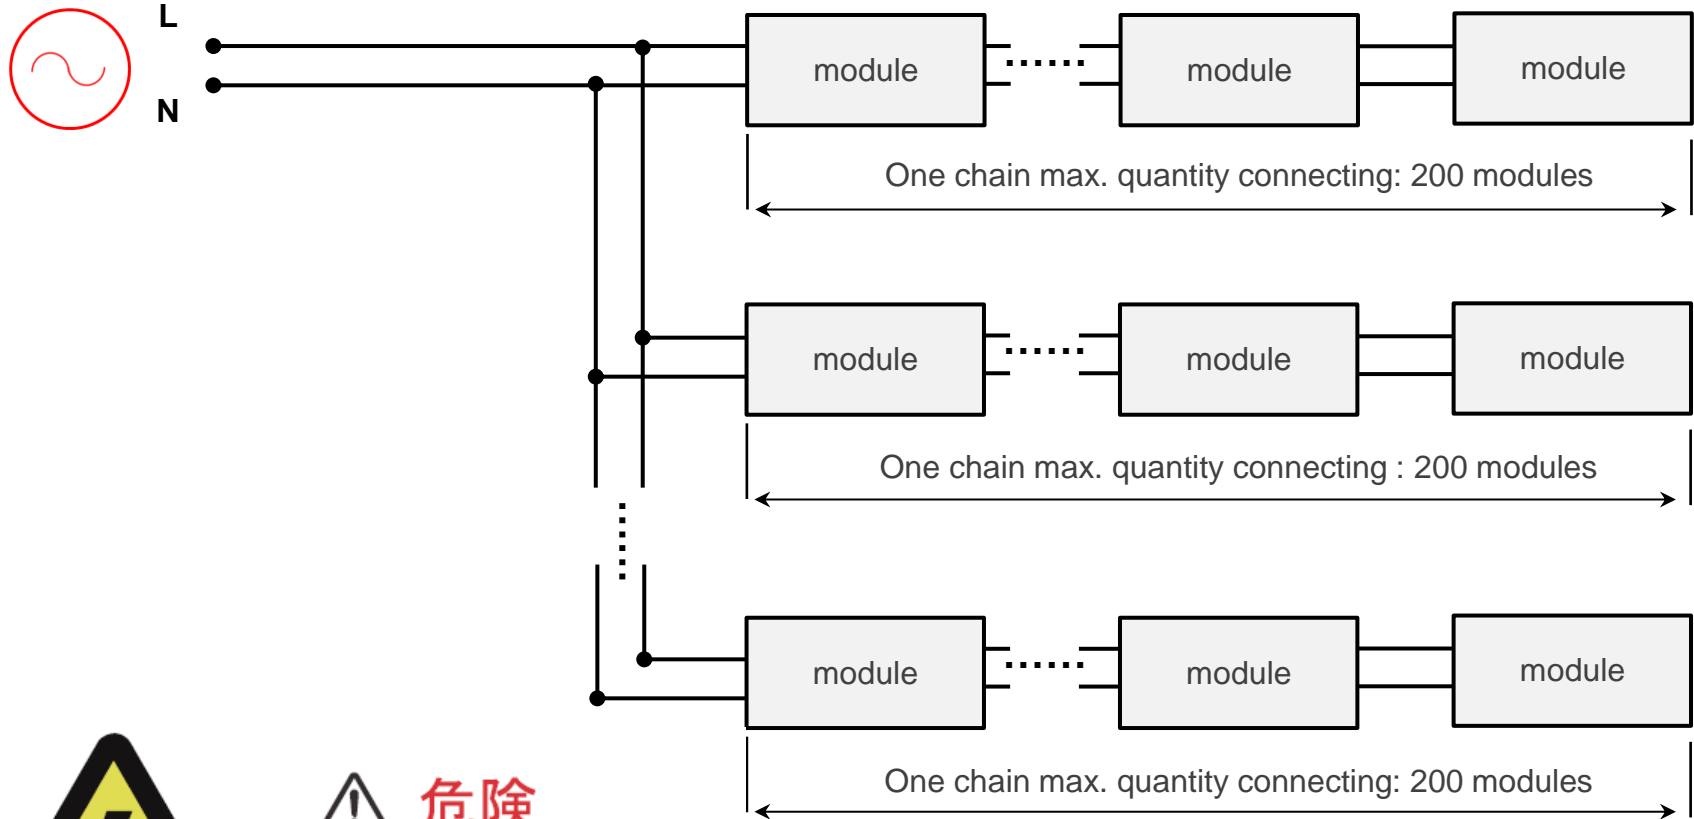 L
N
module
module
module
One chain max. quantity connecting: 200 modules
module
module
module
One chain max. quantity connecting : 200 modules
module
module
module
One chain max. quantity connecting: 200 modules
危険